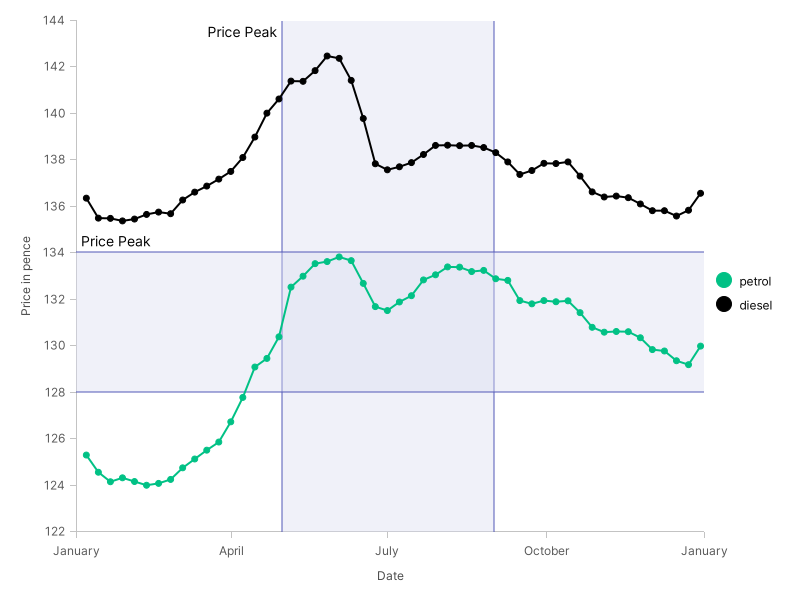 144
Price Peak
142
140
138
136
Price Peak
134
132
130
128
126
124
122
Price in pence
petrol
diesel
January
April
July
October
January
Date